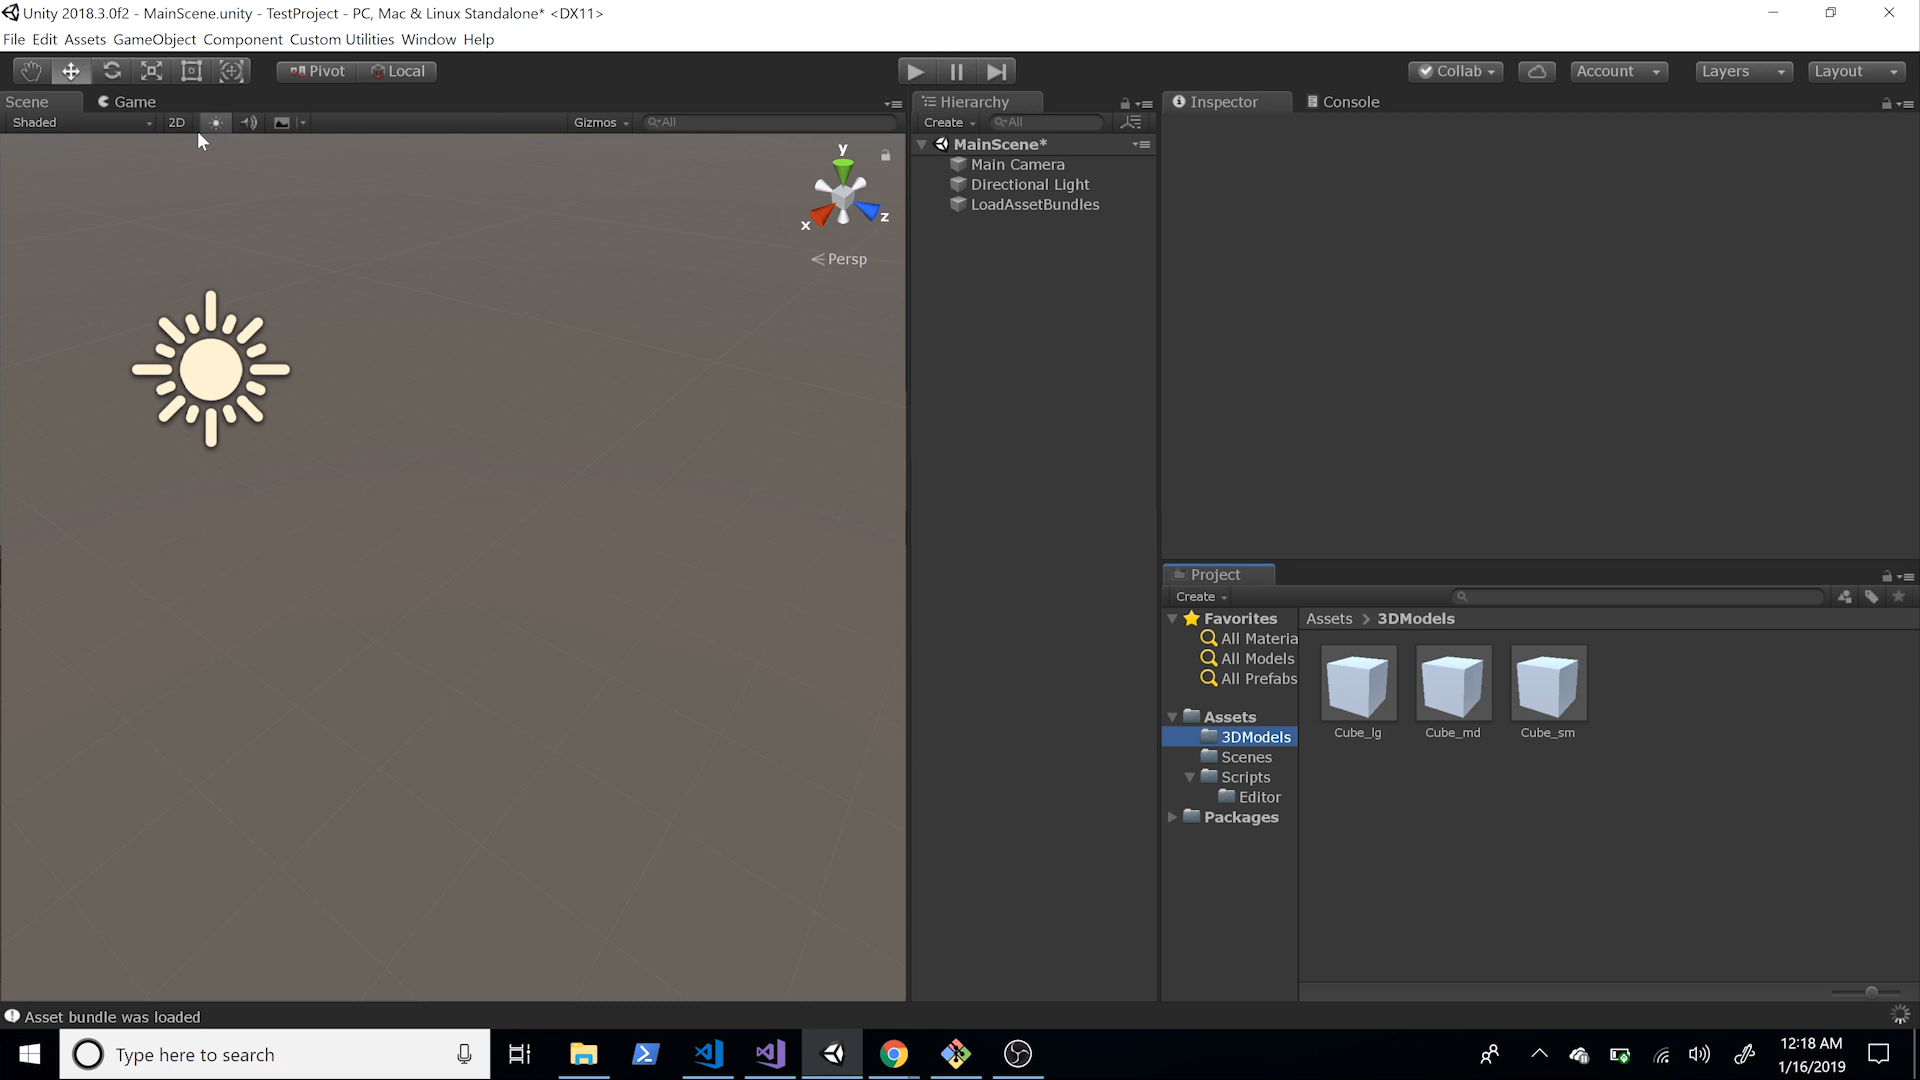 Unity 2018.3.0f2 - MainScene.unity - TestProject - PC, Mac & Linux Standalone* <DX11>
File Edit Assets GameObject Component Custom Utilities Window Help
Pivot Local Collab Account Layers Layout
Scene Game Hierarchy Inspector Console
Shaded 2D Gizmos All Create All
MainScene*
Main Camera
Directional Light
LoadAssetBundles
y
x
z
Persp
Project
Create
Favorites
All Materia
All Models
All Prefabs
Assets
3DModels
Scenes
Scripts
Editor
Packages
Assets > 3DModels
Cube_lg Cube_md Cube_sm
Asset bundle was loaded
Type here to search
12:18 AM
1/16/2019